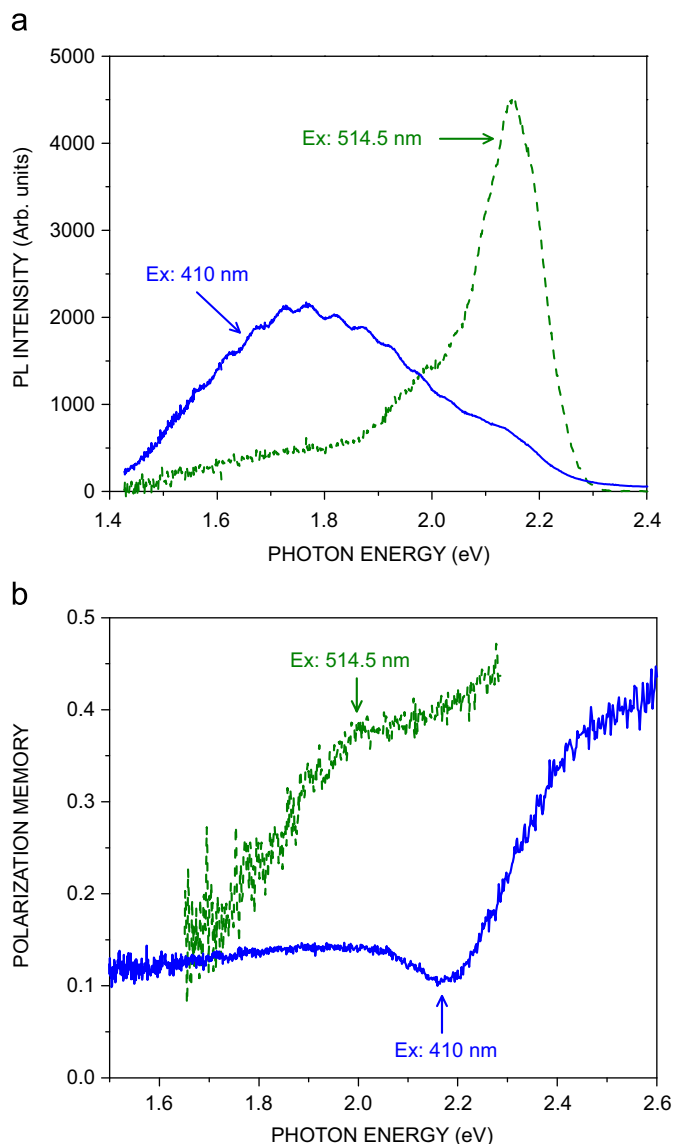 a
5000
4000
3000
2000
1000
0
PL INTENSITY (Arb. units)
Ex: 514.5 nm
Ex: 410 nm
1.4 1.6 1.8 2.0 2.2 2.4
PHOTON ENERGY (eV)
b
0.5
0.4
0.3
0.2
0.1
0.0
POLARIZATION MEMORY
Ex: 514.5 nm
Ex: 410 nm
1.6 1.8 2.0 2.2 2.4 2.6
PHOTON ENERGY (eV)